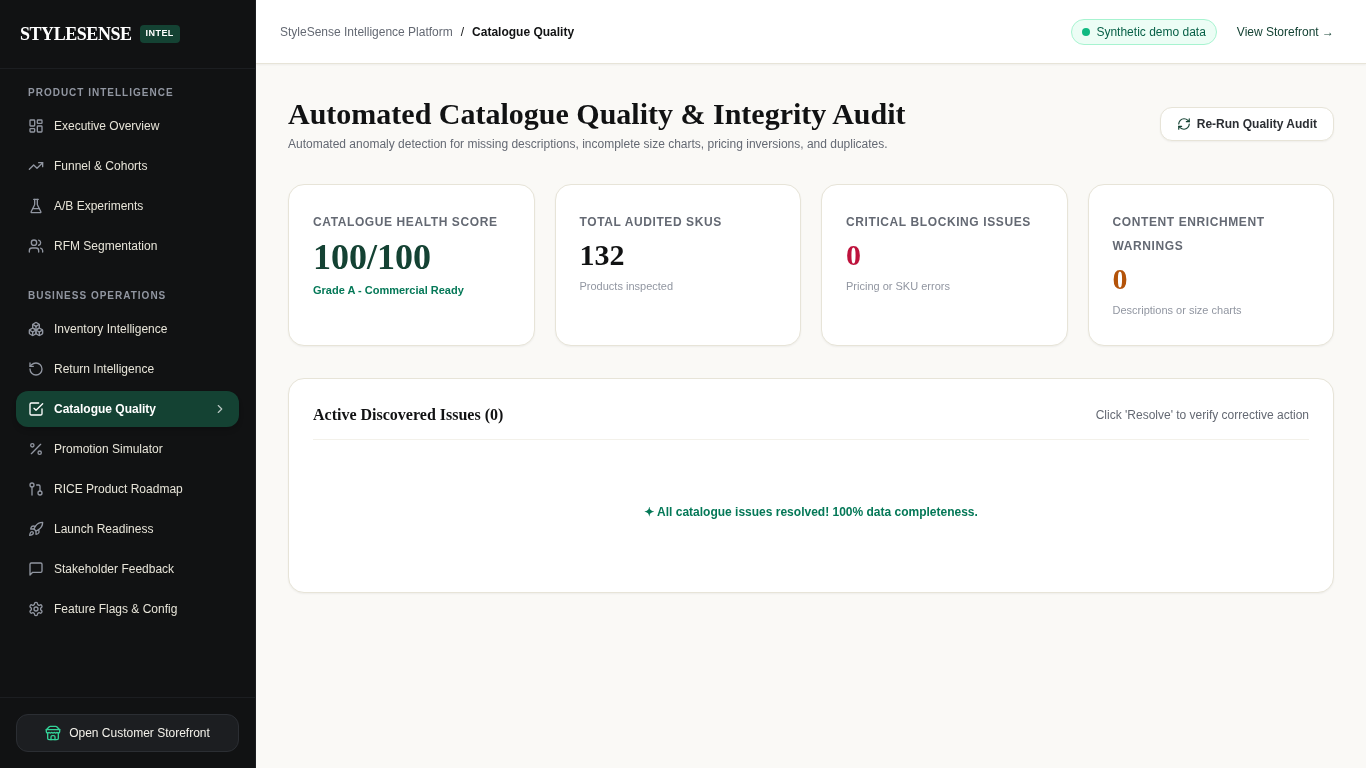 STYLESENSE INTEL
PRODUCT INTELLIGENCE
Executive Overview
Funnel & Cohorts
A/B Experiments
RFM Segmentation
BUSINESS OPERATIONS
Inventory Intelligence
Return Intelligence
Catalogue Quality
Promotion Simulator
RICE Product Roadmap
Launch Readiness
Stakeholder Feedback
Feature Flags & Config
Open Customer Storefront
StyleSense Intelligence Platform / Catalogue Quality
Synthetic demo data
View Storefront →
Automated Catalogue Quality & Integrity Audit
Automated anomaly detection for missing descriptions, incomplete size charts, pricing inversions, and duplicates.
Re-Run Quality Audit
CATALOGUE HEALTH SCORE
100/100
Grade A - Commercial Ready
TOTAL AUDITED SKUS
132
Products inspected
CRITICAL BLOCKING ISSUES
0
Pricing or SKU errors
CONTENT ENRICHMENT
WARNINGS
0
Descriptions or size charts
Active Discovered Issues (0)
Click 'Resolve' to verify corrective action
✦ All catalogue issues resolved! 100% data completeness.